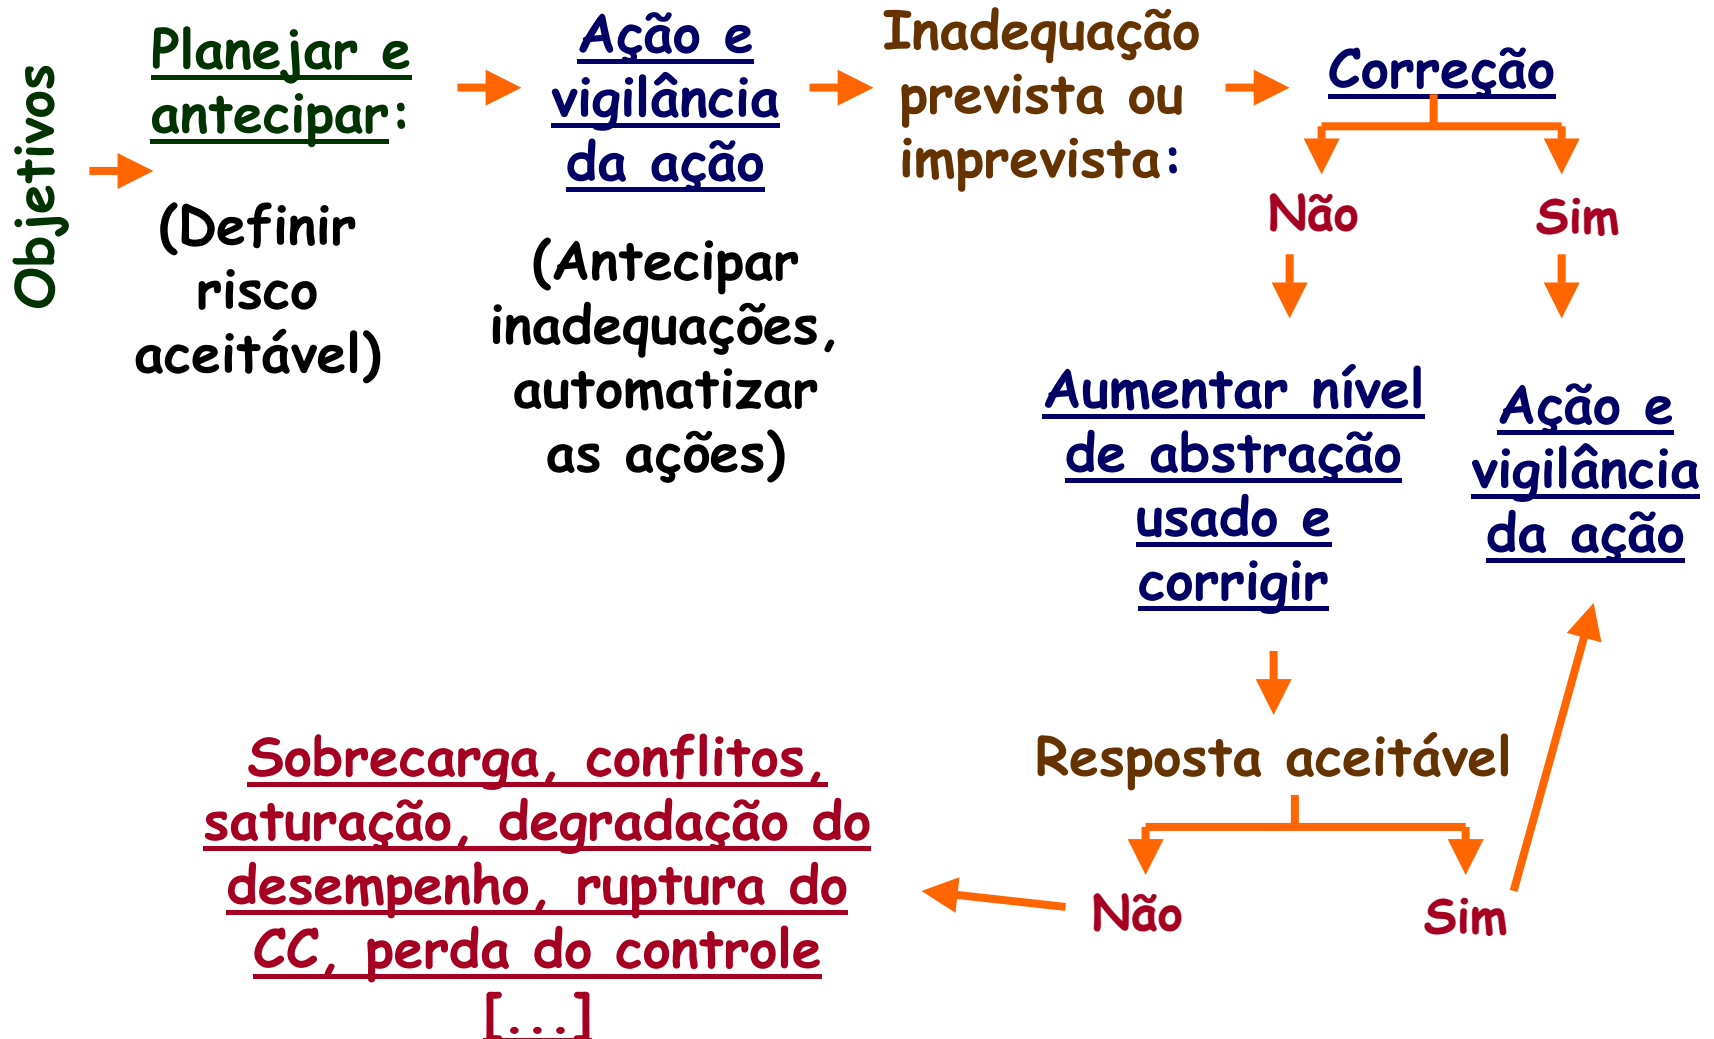 Objetivos
Planejar e
antecipar:
(Definir
risco
aceitável)
Ação e
vigilância
da ação
(Antecipar
inadequações,
automatizar
as ações)
Inadequação
prevista ou
imprevista:
Correção
Não
Sim
Aumentar nível
de abstração
usado e
corrigir
Ação e
vigilância
da ação
Resposta aceitável
Não
Sim
Sobrecarga, conflitos,
saturação, degradação do
desempenho, ruptura do
CC, perda do controle
[...]